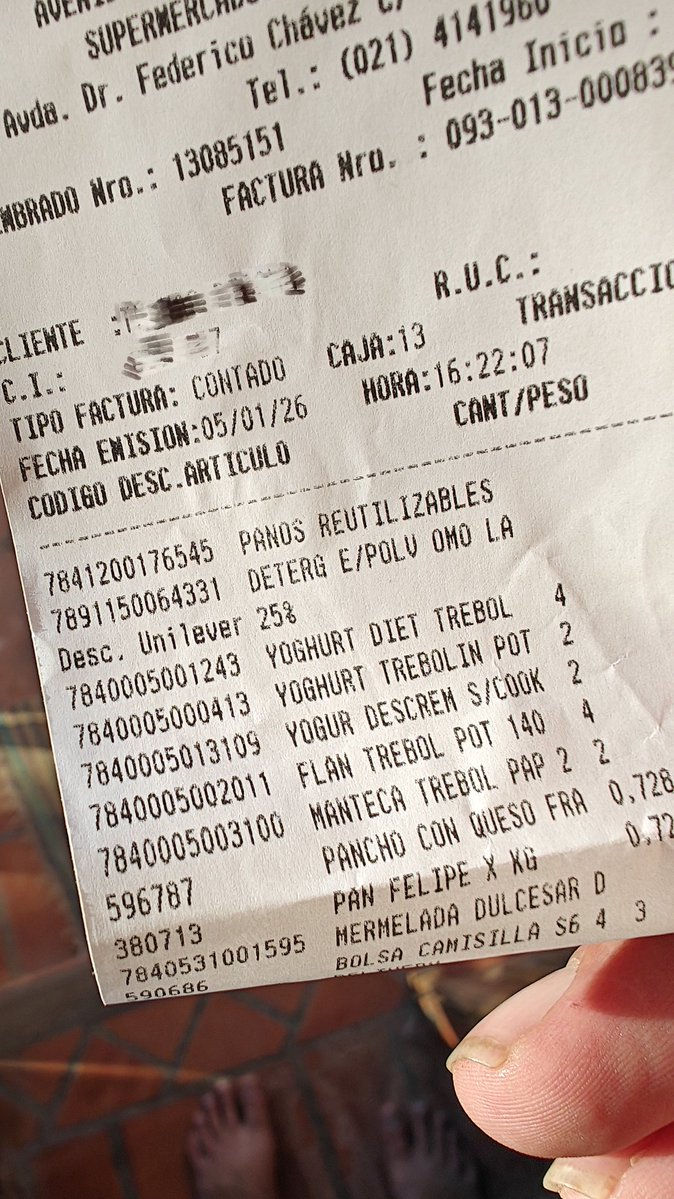 SUPERMERCADO
Avda. Dr. Federico Chávez C/
Tel.: (021) 4141960
Fecha Inicio :
MBRADO Nro.: 13085151
FACTURA Nro. : 093-013-000839
CLIENTE :
R.U.C.:
C.I.: 7
TRANSACCIO
TIPO FACTURA: CONTADO CAJA:13
FECHA EMISION:05/01/26 HORA:16:22:07
CODIGO DESC.ARTICULO CANT/PESO
7841200176545 PANOS REUTILIZABLES
7891150064331 DETERG E/POLV OMO LA
Desc. Unilever 25%
7840005001243 YOGHURT DIET TREBOL 4
7840005000413 YOGHURT TREBOLIN POT 2
7840005013109 YOGUR DESCREM S/COOK 2
7840005002011 FLAN TREBOL POT 140 4
7840005003100 MANTECA TREBOL PAP 2 2
596787 PANCHO CON QUESO FRA 0,728
380713 PAN FELIPE X KG 0,72
7840531001595 MERMELADA DULCESAR D
590686 BOLSA CAMISILLA S6 4 3